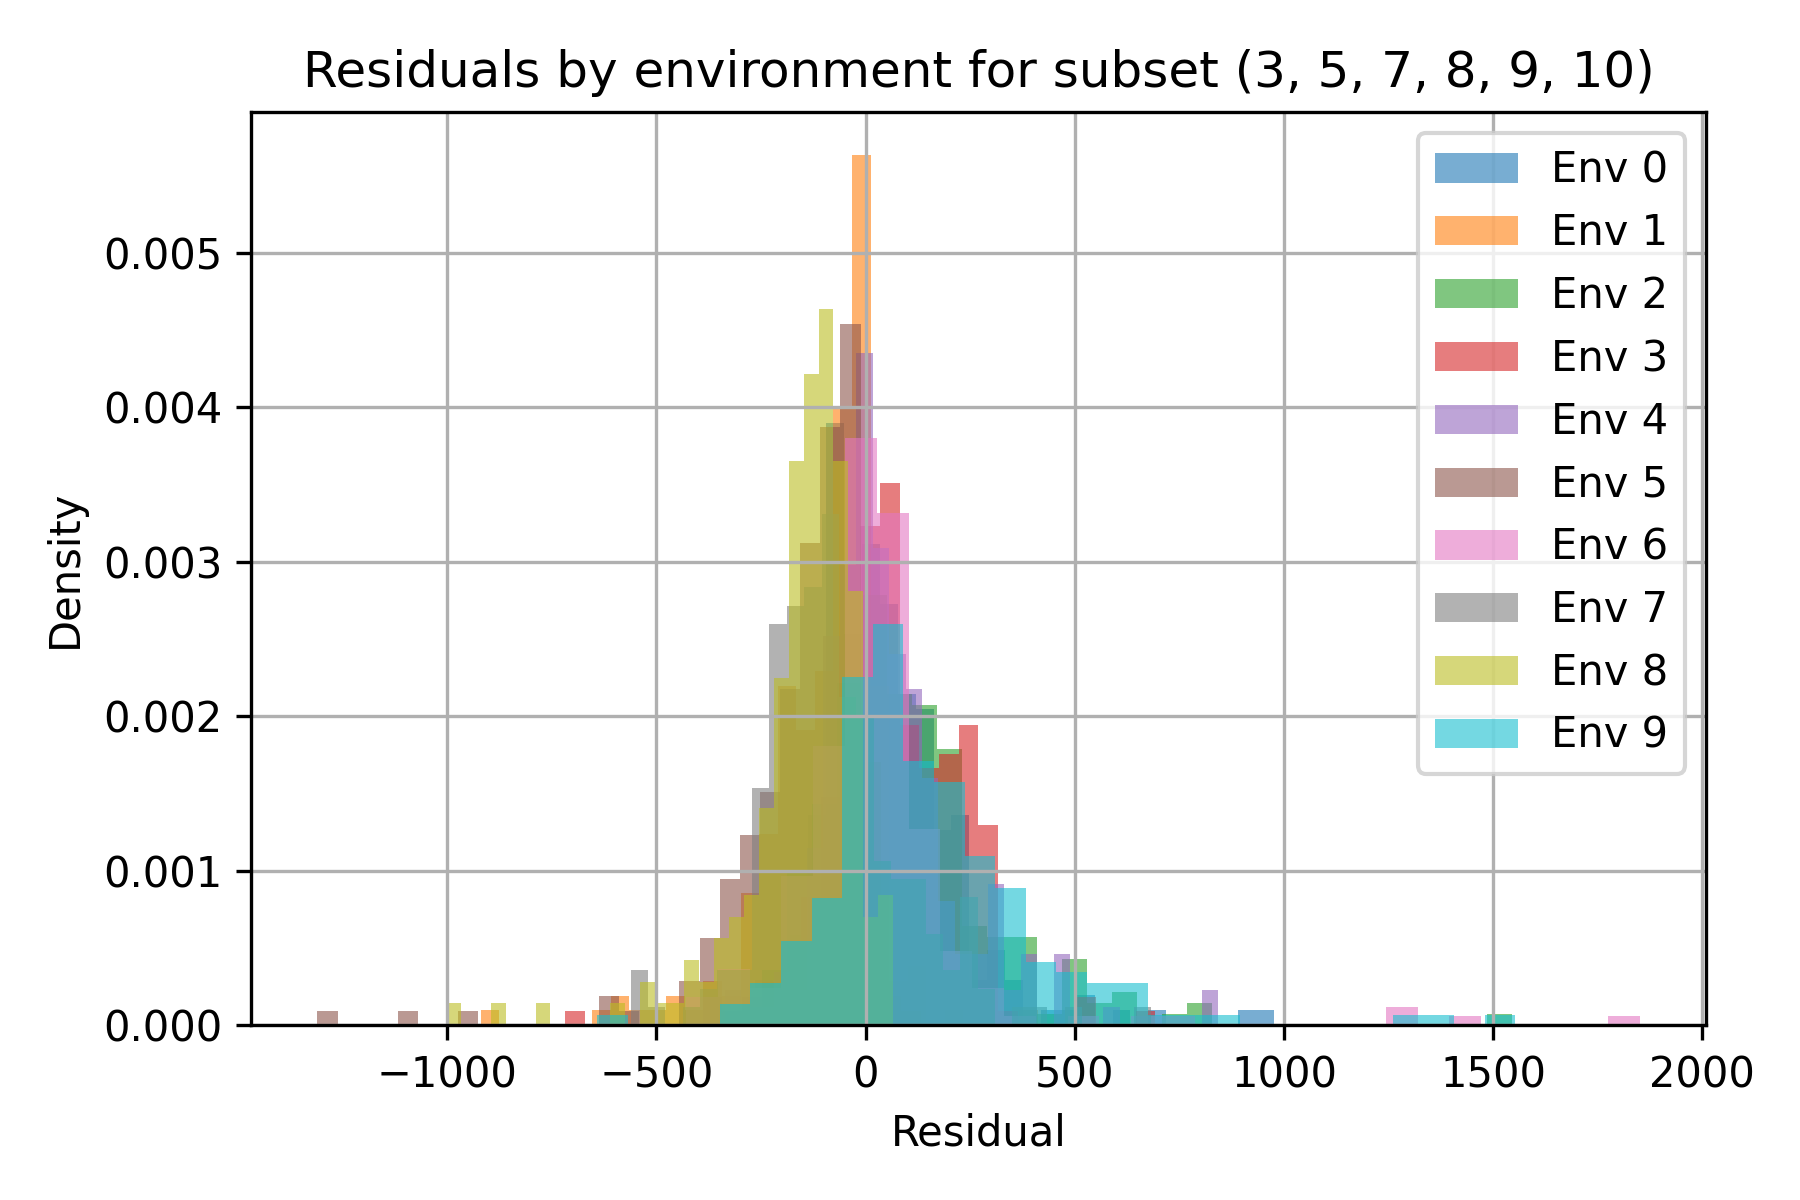 Residuals by environment for subset (3, 5, 7, 8, 9, 10)
Env 0
Env 1
Env 2
Env 3
Env 4
Env 5
Env 6
Env 7
Env 8
Env 9
Density
0.005
0.004
0.003
0.002
0.001
0.000
−1000 −500 0 500 1000 1500 2000
Residual